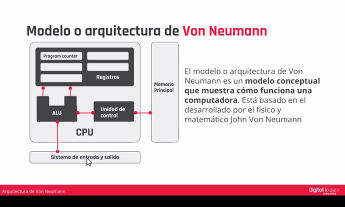 Modelo o arquitectura de Von Neumann
Program counter
Registros
ALU
Unidad de
control
CPU
Memoria
Principal
Sistema de entrada y salida
El modelo o arquitectura de Von
Neumann es un modelo conceptual
que muestra cómo funciona una
computadora. Está basado en el
desarrollado por el físico y
matemático John Von Neumann
Arquitectura de Von Neumann
DigitalHouse>